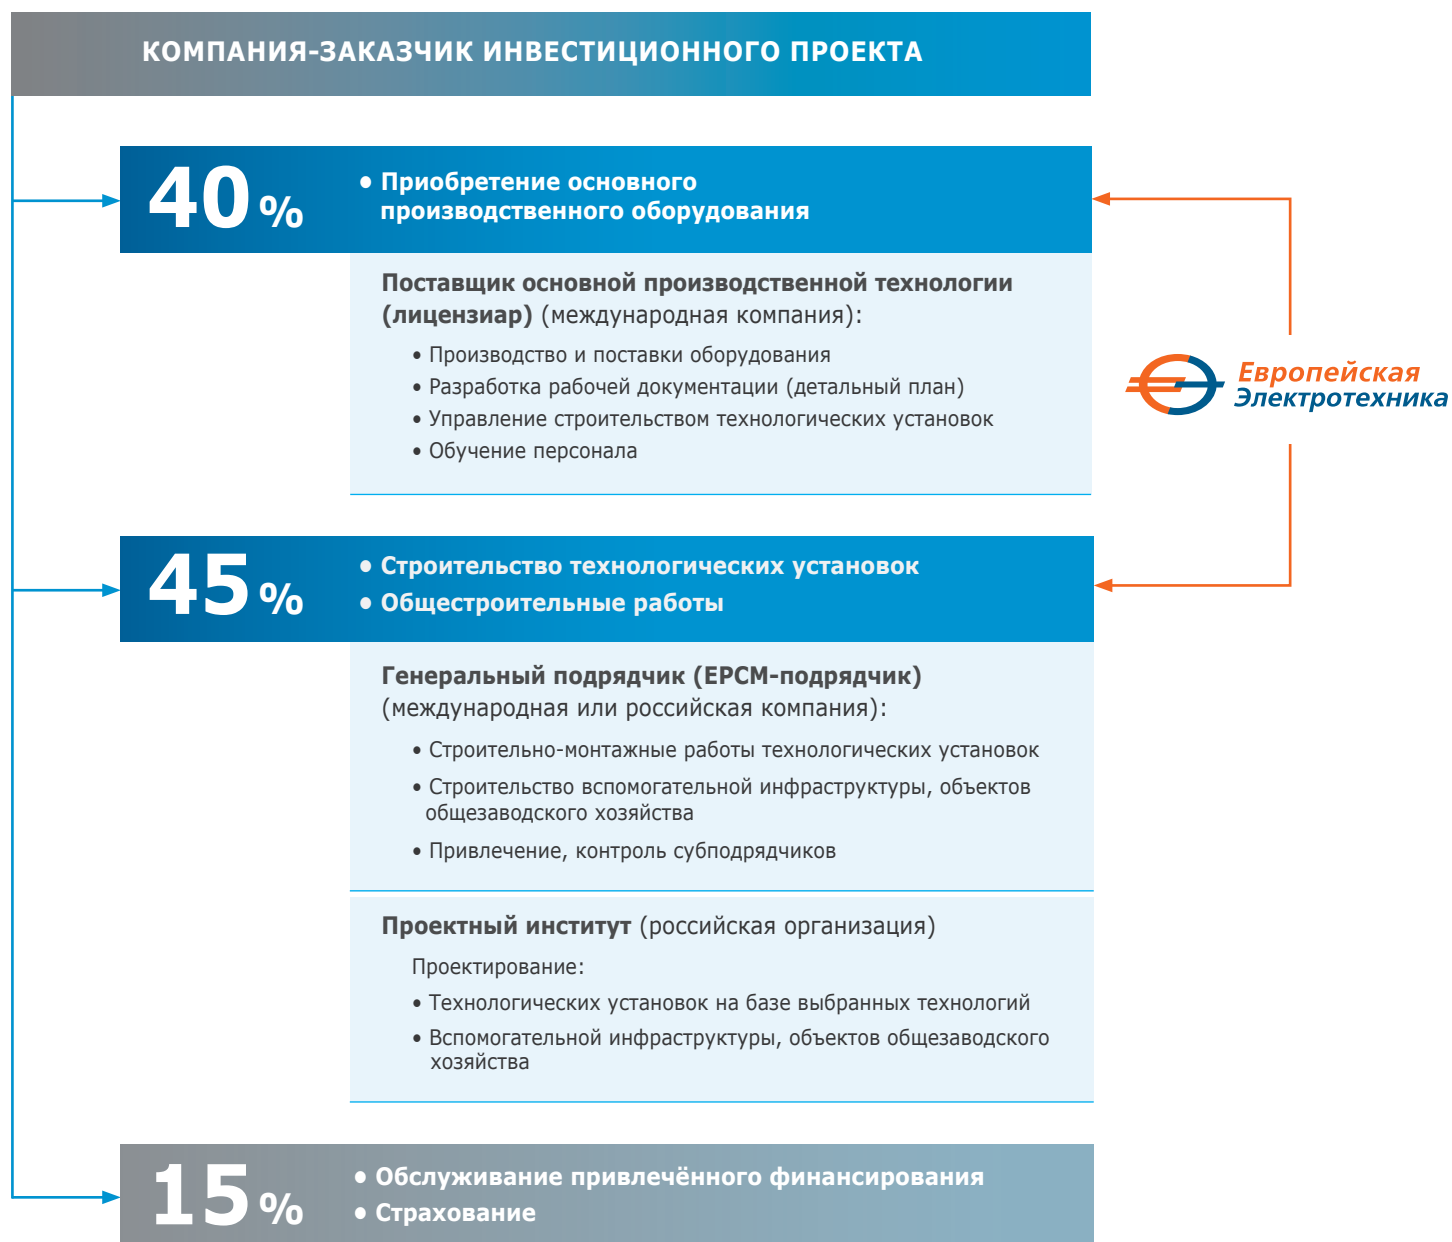 КОМПАНИЯ-ЗАКАЗЧИК ИНВЕСТИЦИОННОГО ПРОЕКТА
40 %
• Приобретение основного
производственного оборудования
Поставщик основной производственной технологии
(лицензиар) (международная компания):
• Производство и поставки оборудования
• Разработка рабочей документации (детальный план)
• Управление строительством технологических установок
• Обучение персонала
Европейская
Электротехника
45 %
• Строительство технологических установок
• Общестроительные работы
Генеральный подрядчик (EPCM-подрядчик)
(международная или российская компания):
• Строительно-монтажные работы технологических установок
• Строительство вспомогательной инфраструктуры, объектов
общезаводского хозяйства
• Привлечение, контроль субподрядчиков
Проектный институт (российская организация)
Проектирование:
• Технологических установок на базе выбранных технологий
• Вспомогательной инфраструктуры, объектов общезаводского
хозяйства
15 %
• Обслуживание привлечённого финансирования
• Страхование